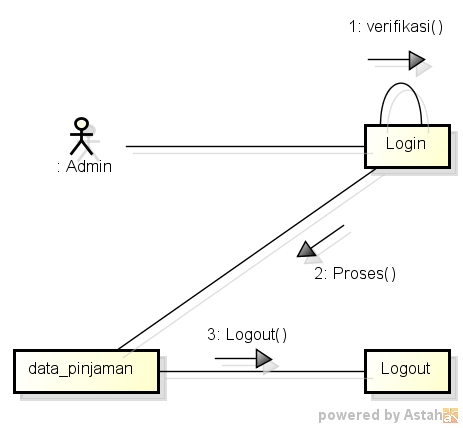 1: verifikasi()
Login
: Admin
2: Proses()
3: Logout()
data_pinjaman
Logout
powered by Astah